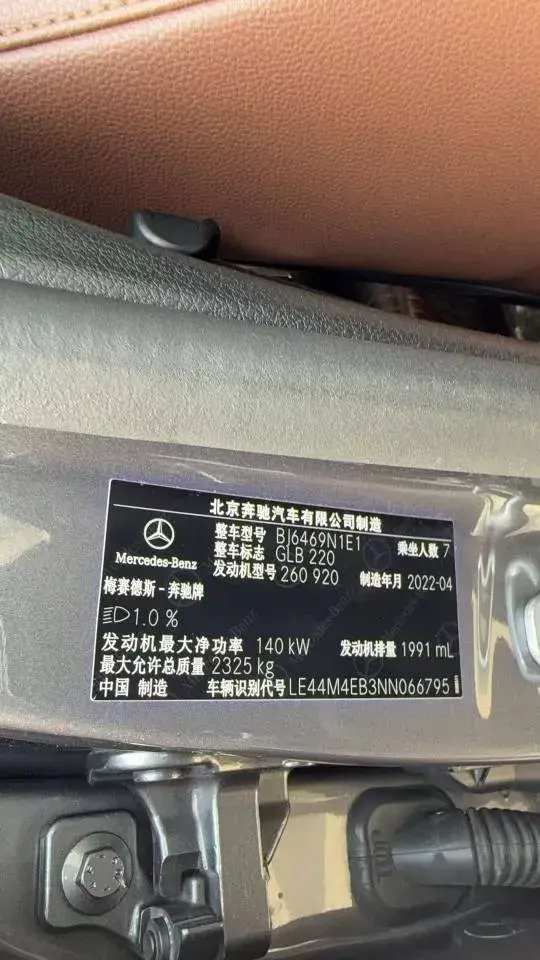 北京奔驰汽车有限公司制造
整车型号 BJ6469N1E1 乘坐人数 7
整车标志 GLB 220
Mercedes-Benz
发动机型号 260 920 制造年月 2022-04
梅赛德斯-奔驰牌
1.0 %
发动机最大净功率 140 kW 发动机排量 1991 mL
最大允许总质量 2325 kg
中国 制造 车辆识别代号 LE44M4EB3NN066795